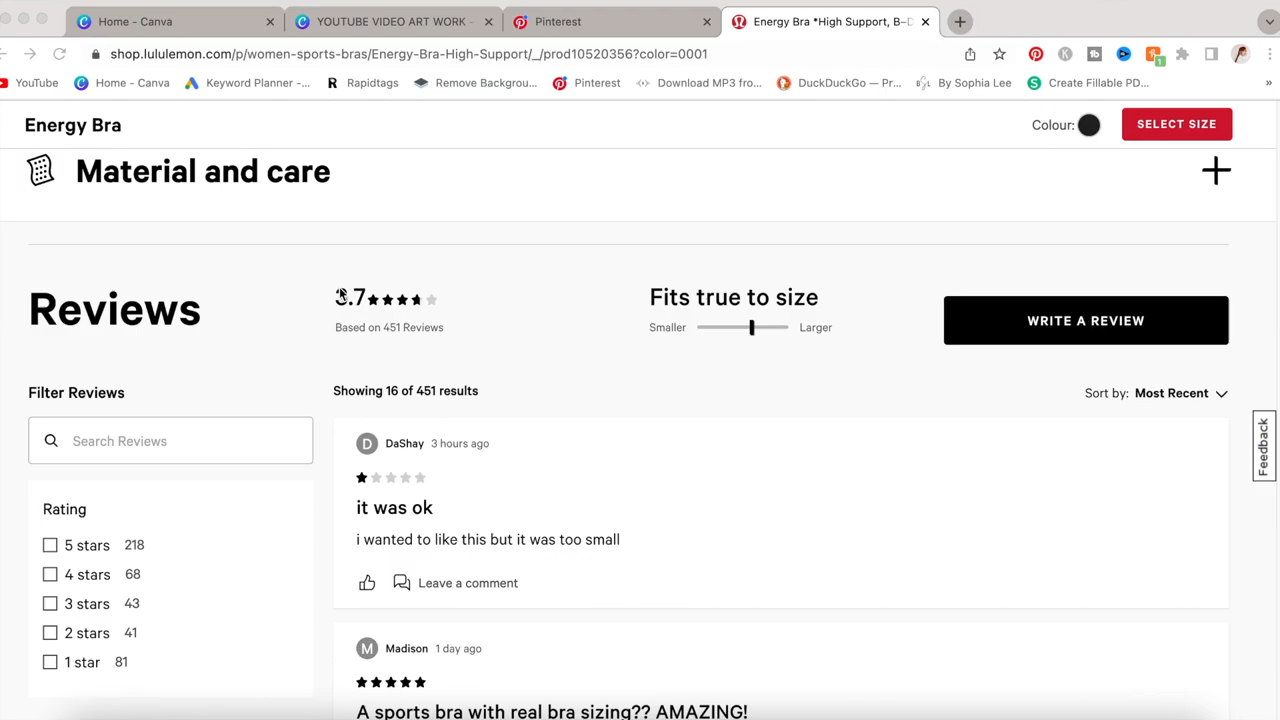 Home - Canva
YOUTUBE VIDEO ART WORK -
Pinterest
Energy Bra *High Support, B–D
shop.lululemon.com/p/women-sports-bras/Energy-Bra-High-Support/_/prod10520356?color=0001
YouTube
Home - Canva
Keyword Planner -...
Rapidtags
Remove Backgrou...
Pinterest
Download MP3 fro...
DuckDuckGo — Pr...
By Sophia Lee
Create Fillable PD...
»
Energy Bra
Colour:
SELECT SIZE
Material and care
Reviews
3.7
Based on 451 Reviews
Fits true to size
Smaller
Larger
WRITE A REVIEW
Filter Reviews
Showing 16 of 451 results
Sort by: Most Recent
Search Reviews
D DaShay 3 hours ago
it was ok
i wanted to like this but it was too small
Leave a comment
Rating
5 stars 218
4 stars 68
3 stars 43
2 stars 41
1 star 81
M Madison 1 day ago
A sports bra with real bra sizing?? AMAZING!
Feedback